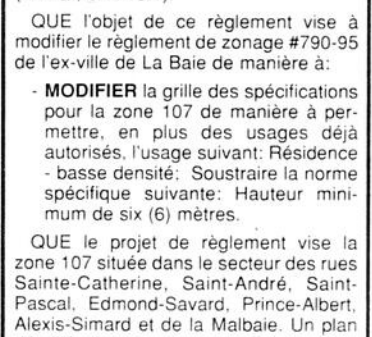 QUE l'objet de ce règlement vise à
modifier le règlement de zonage #790-95
de l'ex-ville de La Baie de manière à:
- MODIFIER la grille des spécifications
pour la zone 107 de manière à per-
mettre, en plus des usages déjà
autorisés, l'usage suivant: Résidence
- basse densité: Soustraire la norme
spécifique suivante: Hauteur mini-
mum de six (6) mètres.
QUE le projet de règlement vise la
zone 107 située dans le secteur des rues
Sainte-Catherine, Saint-André, Saint-
Pascal, Edmond-Savard, Prince-Albert,
Alexis-Simard et de la Malbaie. Un plan